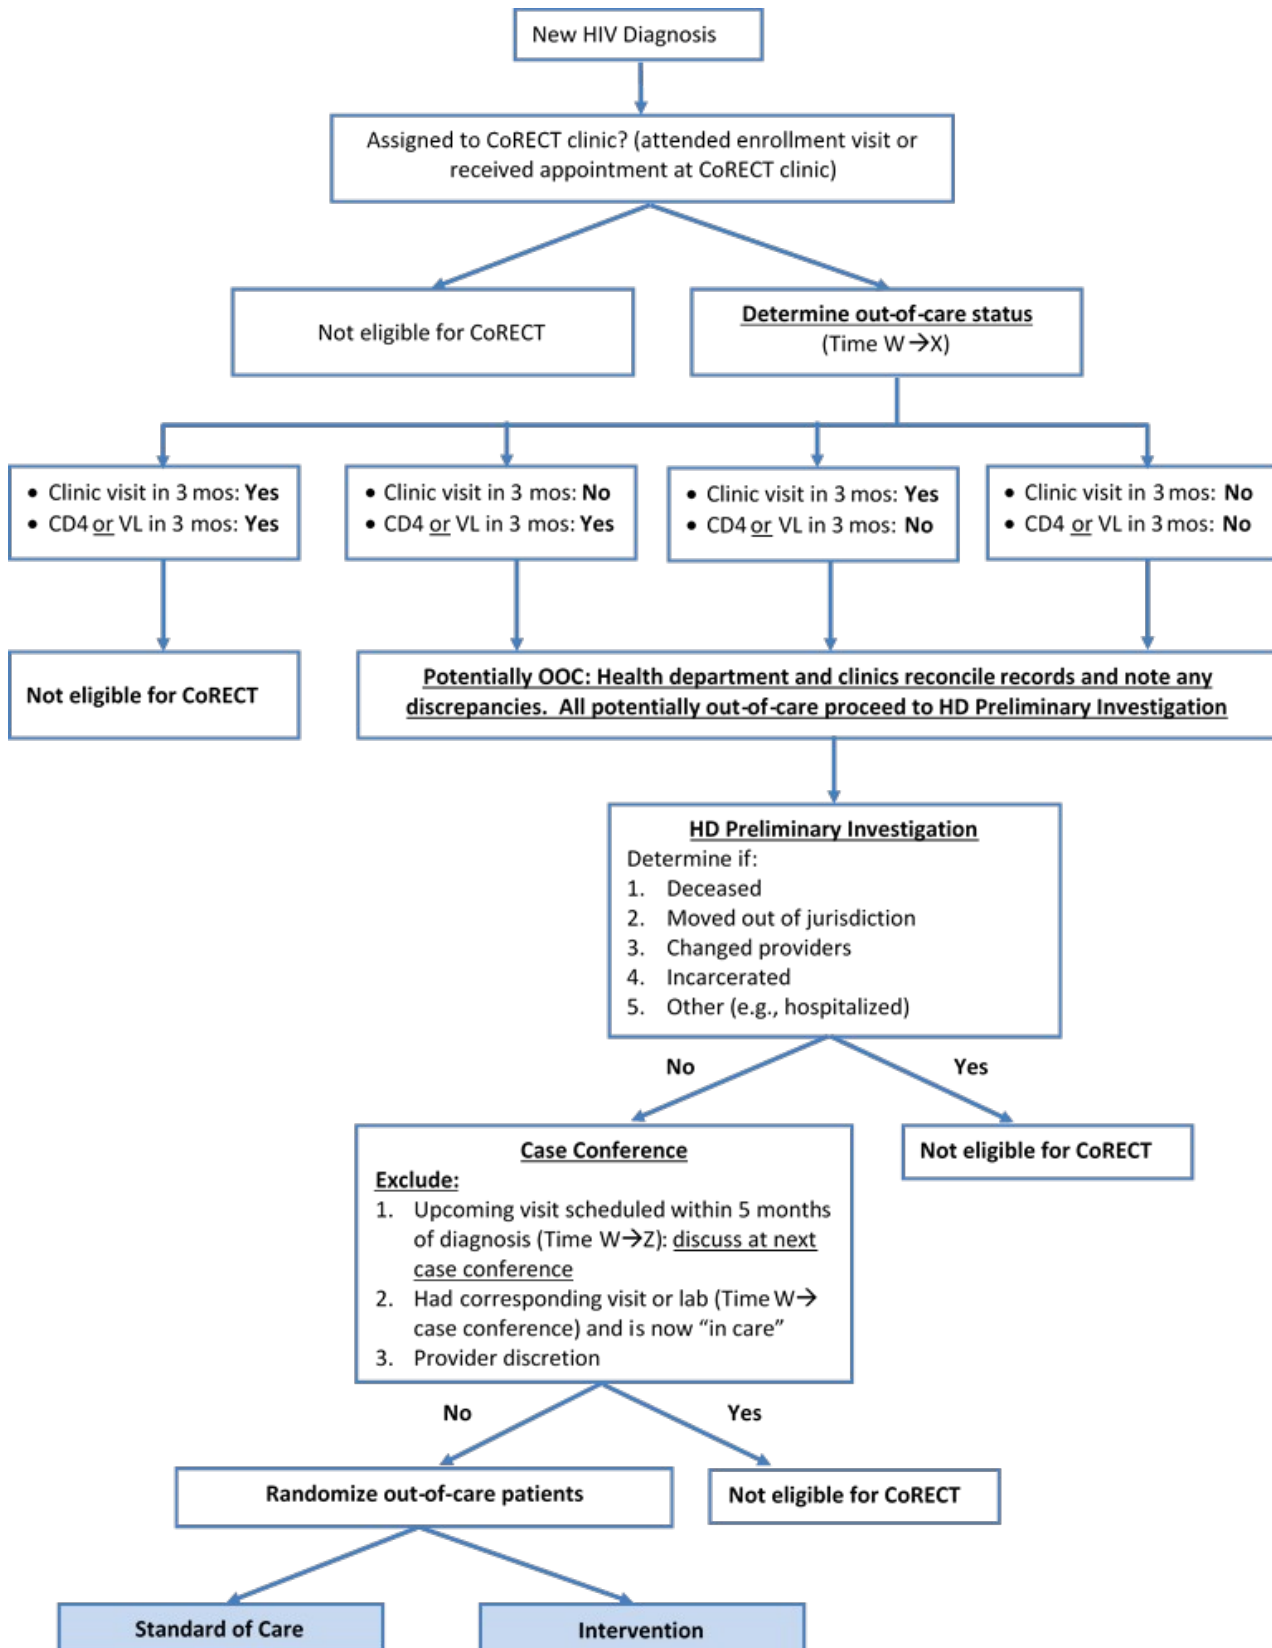 New HIV Diagnosis
Assigned to CoRECT clinic? (attended enrollment visit or
received appointment at CoRECT clinic)
Not eligible for CoRECT
Determine out-of-care status
(Time W→X)
• Clinic visit in 3 mos: Yes
• CD4 or VL in 3 mos: Yes
• Clinic visit in 3 mos: No
• CD4 or VL in 3 mos: Yes
• Clinic visit in 3 mos: Yes
• CD4 or VL in 3 mos: No
• Clinic visit in 3 mos: No
• CD4 or VL in 3 mos: No
Not eligible for CoRECT
Potentially OOC: Health department and clinics reconcile records and note any
discrepancies. All potentially out-of-care proceed to HD Preliminary Investigation
HD Preliminary Investigation
Determine if:
1. Deceased
2. Moved out of jurisdiction
3. Changed providers
4. Incarcerated
5. Other (e.g., hospitalized)
No
Yes
Case Conference
Exclude:
1. Upcoming visit scheduled within 5 months
of diagnosis (Time W→Z): discuss at next
case conference
2. Had corresponding visit or lab (Time W→
case conference) and is now “in care”
3. Provider discretion
Not eligible for CoRECT
No
Yes
Randomize out-of-care patients
Not eligible for CoRECT
Standard of Care
Intervention